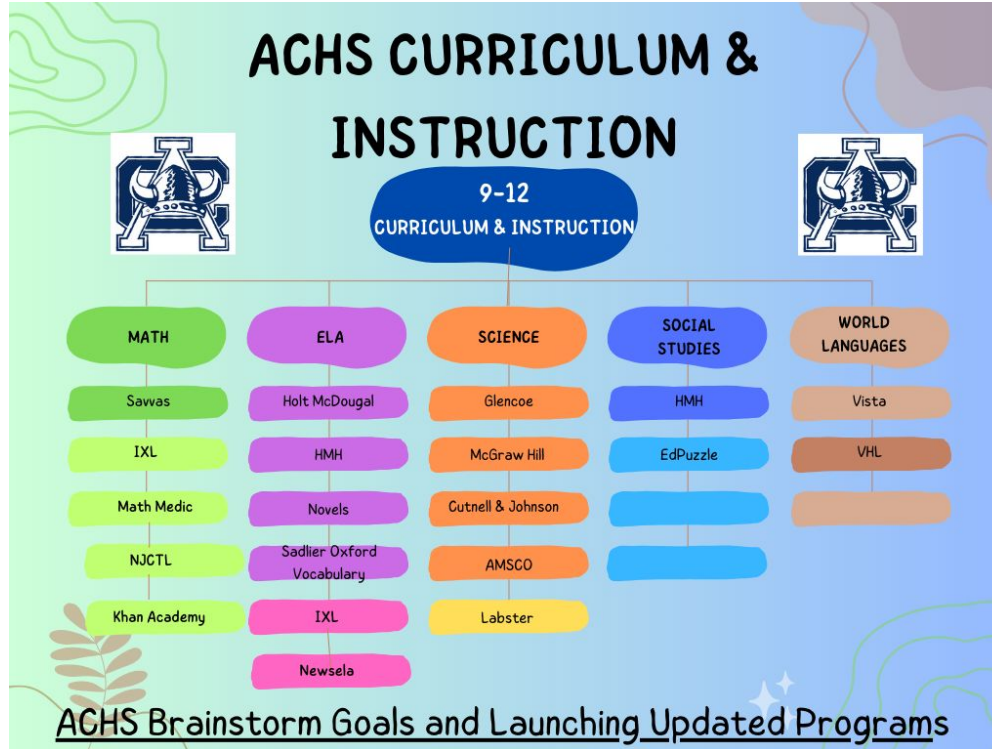 ACHS CURRICULUM &
INSTRUCTION
9-12
CURRICULUM & INSTRUCTION
MATH
Savvas
IXL
Math Medic
NJCTL
Khan Academy
ELA
Holt McDougal
HMH
Novels
Sadlier Oxford
Vocabulary
IXL
Newsela
SCIENCE
Glencoe
McGraw Hill
Cutnell & Johnson
AMSCO
Labster
SOCIAL
STUDIES
HMH
EdPuzzle
WORLD
LANGUAGES
Vista
VHL
ACHS Brainstorm Goals and Launching Updated Programs